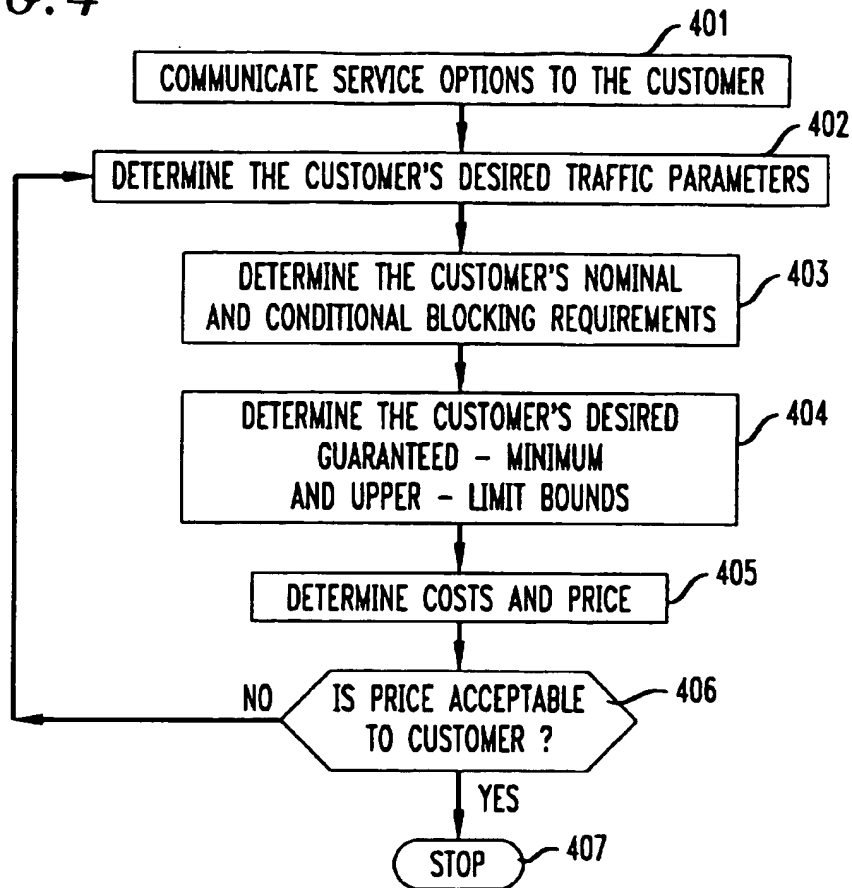 G. 4
401
COMMUNICATE SERVICE OPTIONS TO THE CUSTOMER
402
DETERMINE THE CUSTOMER'S DESIRED TRAFFIC PARAMETERS
DETERMINE THE CUSTOMER'S NOMINAL
AND CONDITIONAL BLOCKING REQUIREMENTS
403
DETERMINE THE CUSTOMER'S DESIRED
GUARANTEED - MINIMUM
AND UPPER - LIMIT BOUNDS
404
DETERMINE COSTS AND PRICE
405
NO
IS PRICE ACCEPTABLE
TO CUSTOMER ?
406
YES
STOP
407